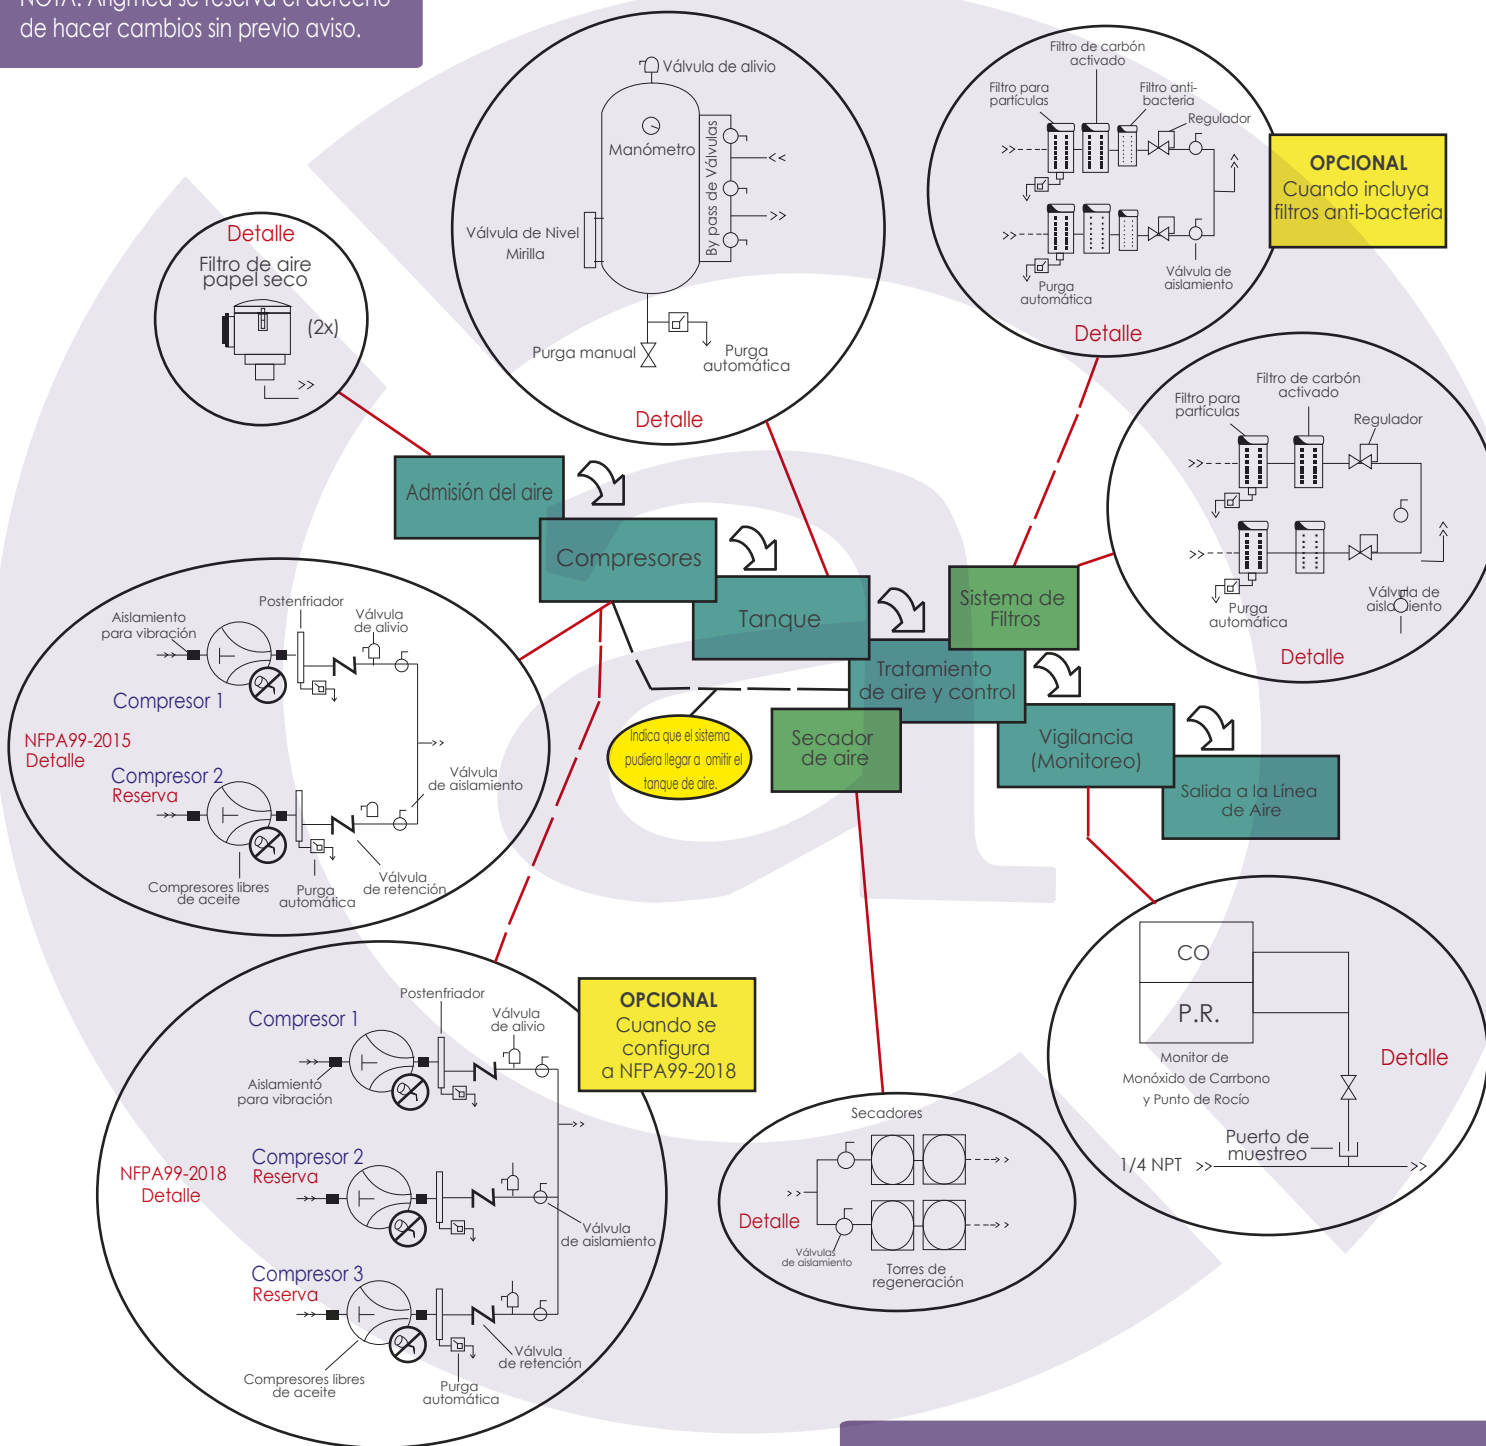 NOTA: Arigmed se reserva el derecho
de hacer cambios sin previo aviso.
Detalle
Filtro de aire
papel seco
(2x)
>>
Válvula de alivio
Manómetro
By pass de Válvulas
<<
>>
Válvula de Nivel
Mirilla
Purga manual
Purga
automática
Detalle
Filtro de carbón
activado
Filtro para
partículas
Filtro anti-
bacteria
Regulador
Válvula de
aislamiento
Purga
automática
Detalle
OPCIONAL
Cuando incluya
filtros anti-bacteria
Filtro de carbón
activado
Filtro para
partículas
Regulador
Válvula de
aislamiento
Purga
automática
Detalle
Admisión del aire
Compresores
Tanque
Sistema de
Filtros
Tratamiento
de aire y control
Secador
de aire
Vigilancia
(Monitoreo)
Salida a la Línea
de Aire
Indica que el sistema
pudiera llegar a omitir el
tanque de aire.
Aislamiento
para vibración
Postenfriador
Válvula
de alivio
Compresor 1
NFPA99-2015
Detalle
Compresor 2
Reserva
Válvula
de aislamiento
Compresores libres
de aceite
Purga
automática
Válvula
de retención
OPCIONAL
Cuando se
configura
a NFPA99-2018
Postenfriador
Compresor 1
Válvula
de alivio
Aislamiento
para vibración
NFPA99-2018
Detalle
Compresor 2
Reserva
Válvula
de aislamiento
Compresor 3
Reserva
Válvula
de retención
Compresores libres
de aceite
Purga
automática
Secadores
Detalle
Válvulas
de aislamiento
Torres de
regeneración
CO
P.R.
Monitor de
Monóxido de Carrbono
y Punto de Rocío
Detalle
Puerto de
muestreo
1/4 NPT